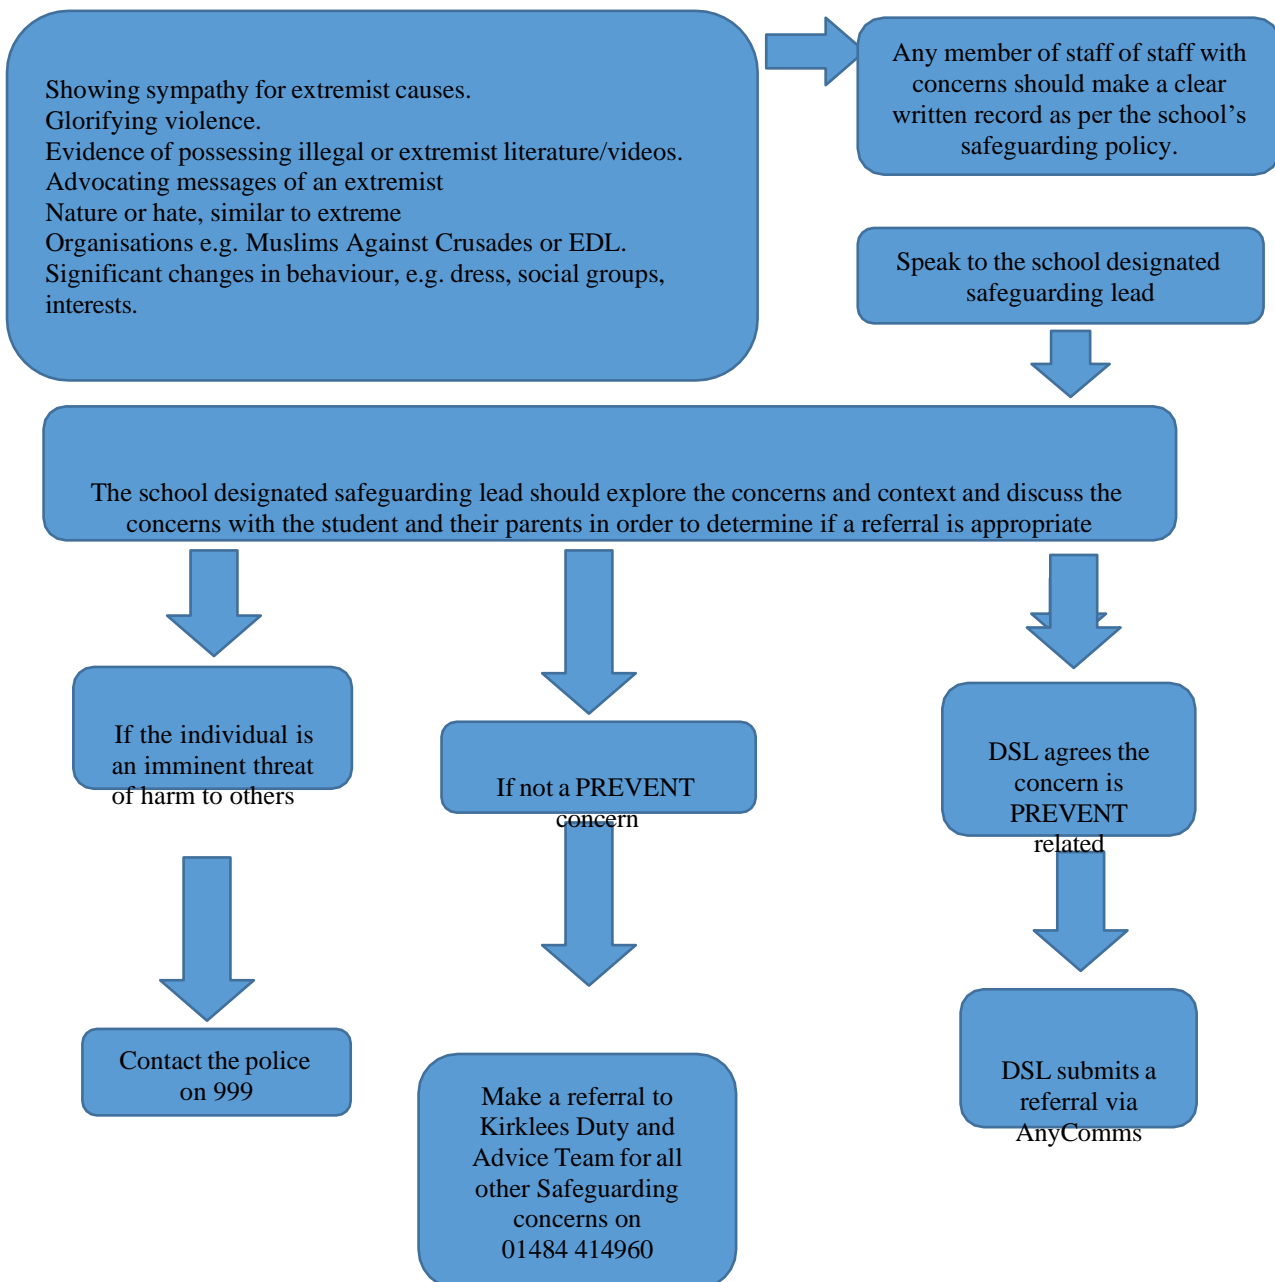 Showing sympathy for extremist causes.
Glorifying violence.
Evidence of possessing illegal or extremist literature/videos.
Advocating messages of an extremist
Nature or hate, similar to extreme
Organisations e.g. Muslims Against Crusades or EDL.
Significant changes in behaviour, e.g. dress, social groups,
interests.
Any member of staff of staff with
concerns should make a clear
written record as per the school’s
safeguarding policy.
Speak to the school designated
safeguarding lead
The school designated safeguarding lead should explore the concerns and context and discuss the
concerns with the student and their parents in order to determine if a referral is appropriate
If the individual is
an imminent threat
of harm to others
If not a PREVENT
concern
DSL agrees the
concern is
PREVENT
related
Contact the police
on 999
Make a referral to
Kirklees Duty and
Advice Team for all
other Safeguarding
concerns on
01484 414960
DSL submits a
referral via
AnyComms